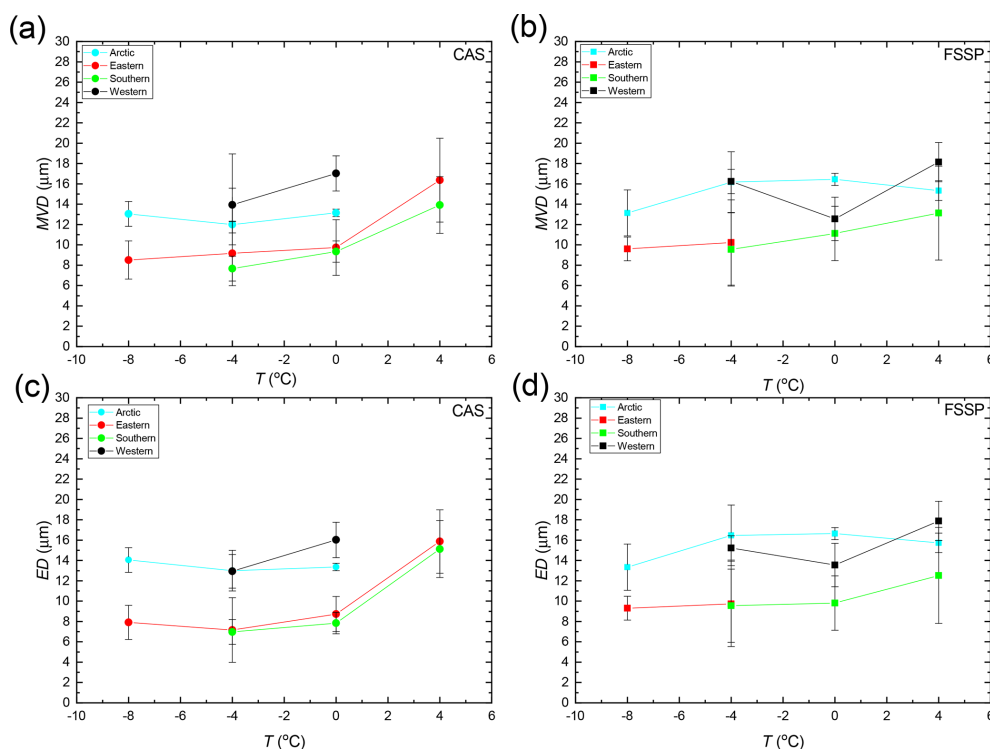 (a)
CAS
Arctic
Eastern
Southern
Western
MVD (μm)
30
28
26
24
22
20
18
16
14
12
10
8
6
4
2
0
-10 -8 -6 -4 -2 0 2 4 6
T (°C)
(b)
FSSP
Arctic
Eastern
Southern
Western
MVD (μm)
30
28
26
24
22
20
18
16
14
12
10
8
6
4
2
0
-10 -8 -6 -4 -2 0 2 4 6
T (°C)
(c)
CAS
Arctic
Eastern
Southern
Western
ED (μm)
30
28
26
24
22
20
18
16
14
12
10
8
6
4
2
0
-10 -8 -6 -4 -2 0 2 4 6
T (°C)
(d)
FSSP
Arctic
Eastern
Southern
Western
ED (μm)
30
28
26
24
22
20
18
16
14
12
10
8
6
4
2
0
-10 -8 -6 -4 -2 0 2 4 6
T (°C)